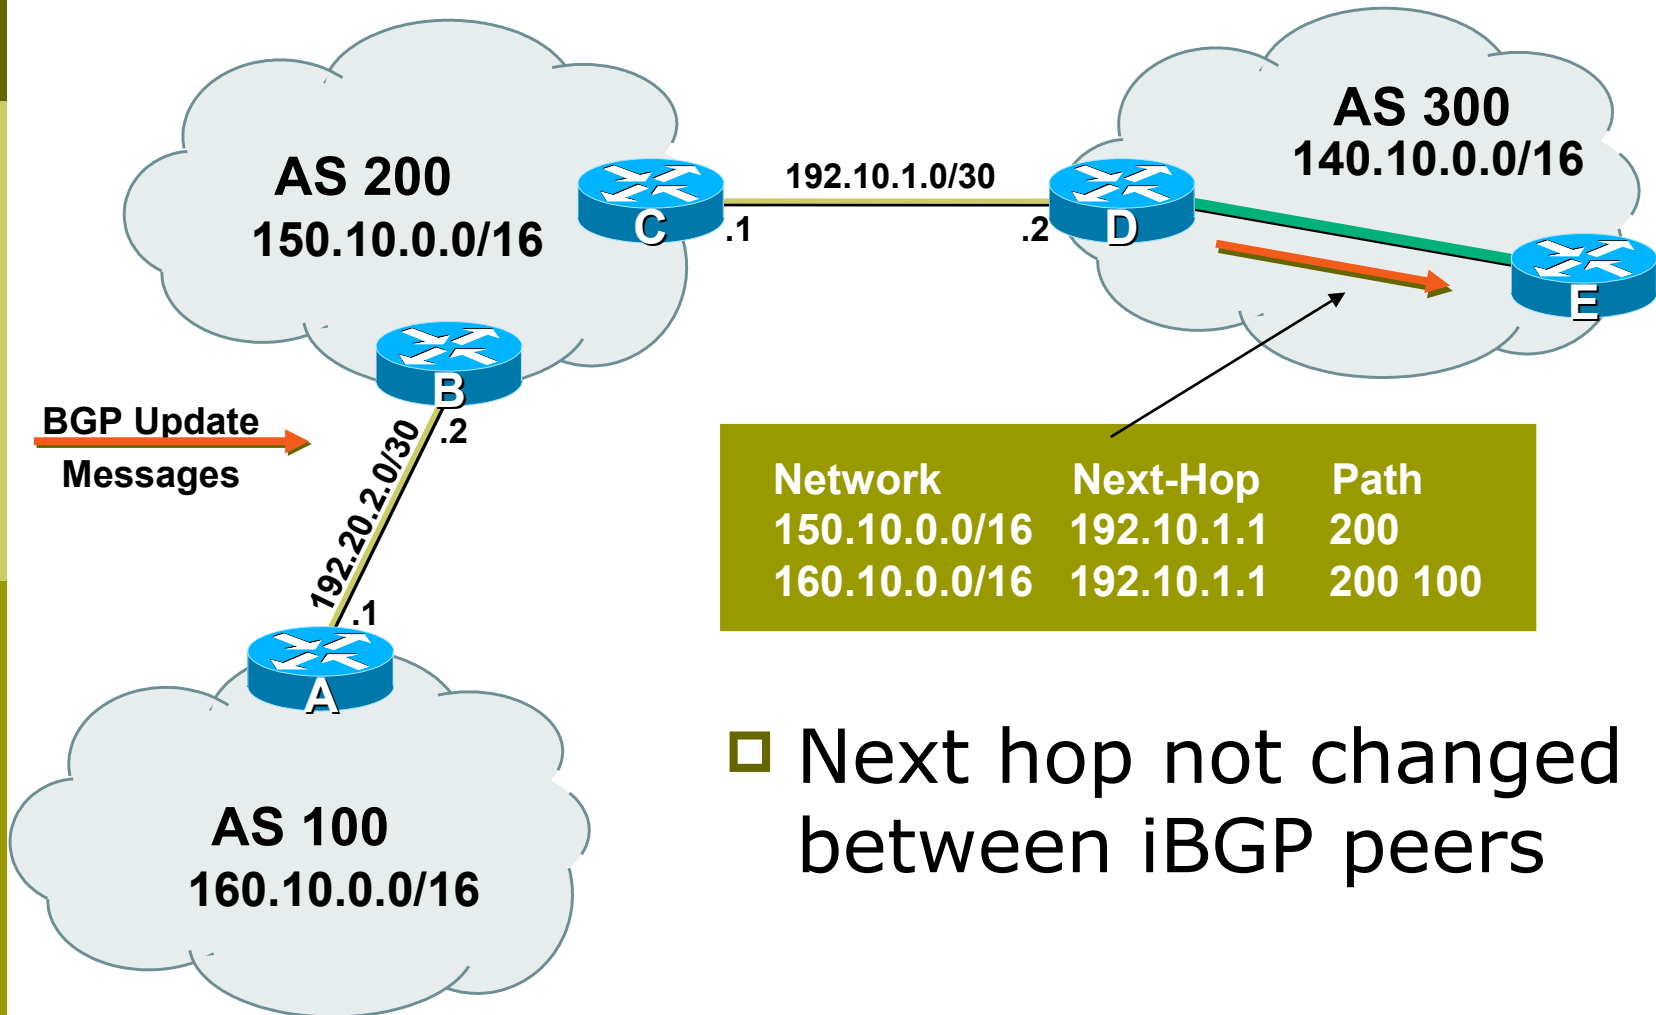 AS 300
140.10.0.0/16
AS 200
150.10.0.0/16
192.10.1.0/30
C
.1
.2
D
E
B
.2
BGP Update
Messages
192.20.2.0/30
.1
A
Network Next-Hop Path
150.10.0.0/16 192.10.1.1 200
160.10.0.0/16 192.10.1.1 200 100
AS 100
160.10.0.0/16
Next hop not changed
between iBGP peers